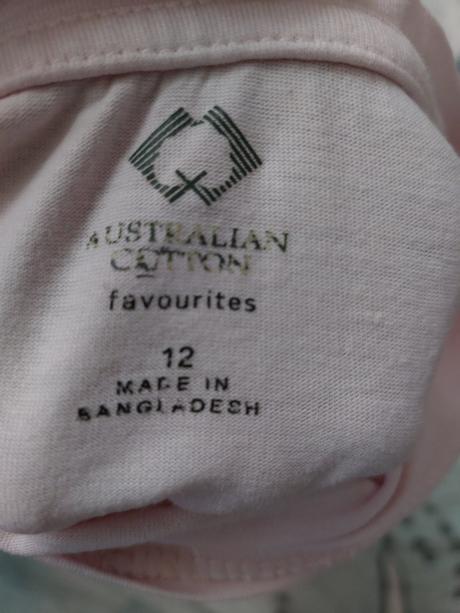 AUSTRALIAN
COTTON
favourites
12
MADE IN
BANGLADESH